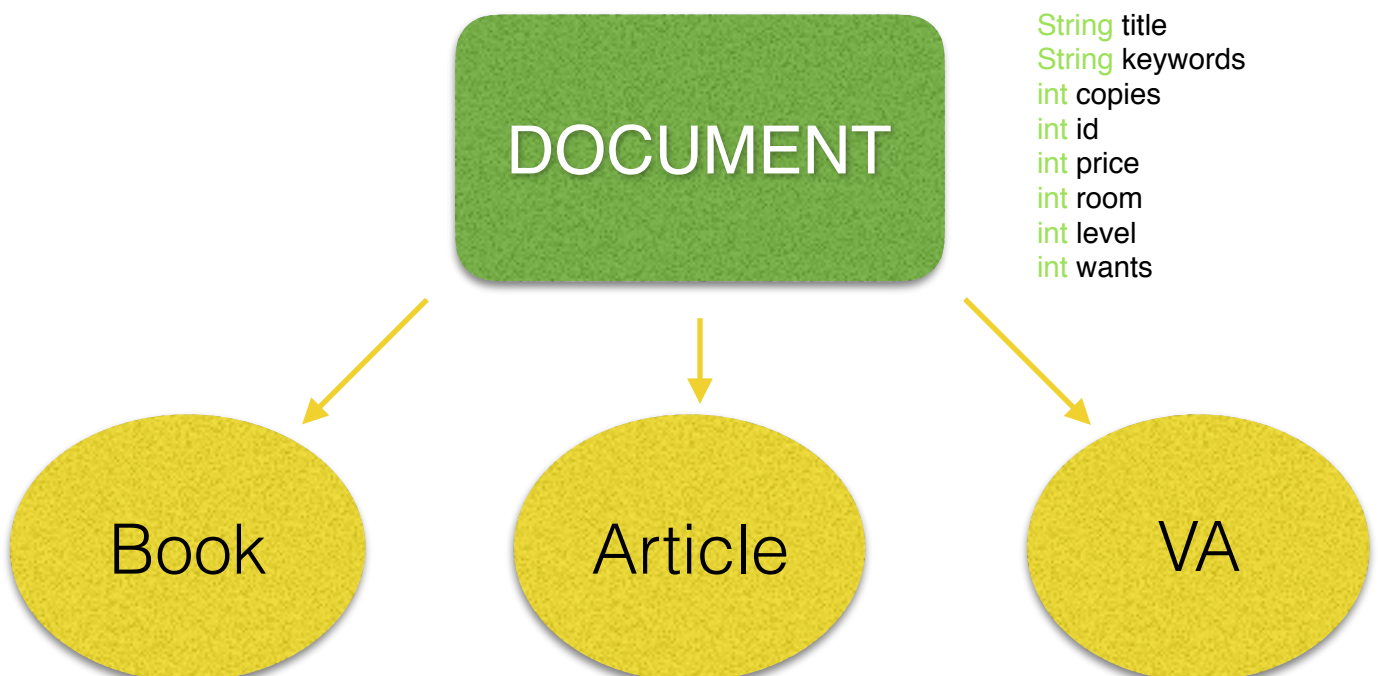 DOCUMENT
String title
String keywords
int copies
int id
int price
int room
int level
int wants
Book
Article
VA